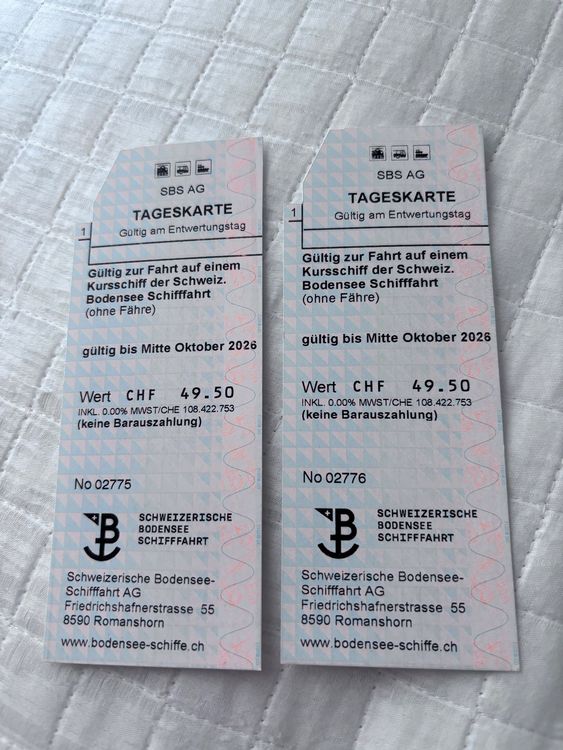 SBS AG
TAGESKARTE
Gültig am Entwertungstag
1
Gültig zur Fahrt auf einem
Kursschiff der Schweiz.
Bodensee Schifffahrt
(ohne Fähre)
gültig bis Mitte Oktober 2026
Wert CHF 49.50
INKL. 0.00% MWST/CHE 108.422.753
(keine Barauszahlung)
No 02775
B
SCHWEIZERISCHE
BODENSEE
SCHIFFFAHRT
Schweizerische Bodensee-
Schifffahrt AG
Friedrichshafnerstrasse 55
8590 Romanshorn
www.bodensee-schiffe.ch
SBS AG
TAGESKARTE
Gültig am Entwertungstag
1
Gültig zur Fahrt auf einem
Kursschiff der Schweiz.
Bodensee Schifffahrt
(ohne Fähre)
gültig bis Mitte Oktober 2026
Wert CHF 49.50
INKL. 0.00% MWST/CHE 108.422.753
(keine Barauszahlung)
No 02776
B
SCHWEIZERISCHE
BODENSEE
SCHIFFFAHRT
Schweizerische Bodensee-
Schifffahrt AG
Friedrichshafnerstrasse 55
8590 Romanshorn
www.bodensee-schiffe.ch